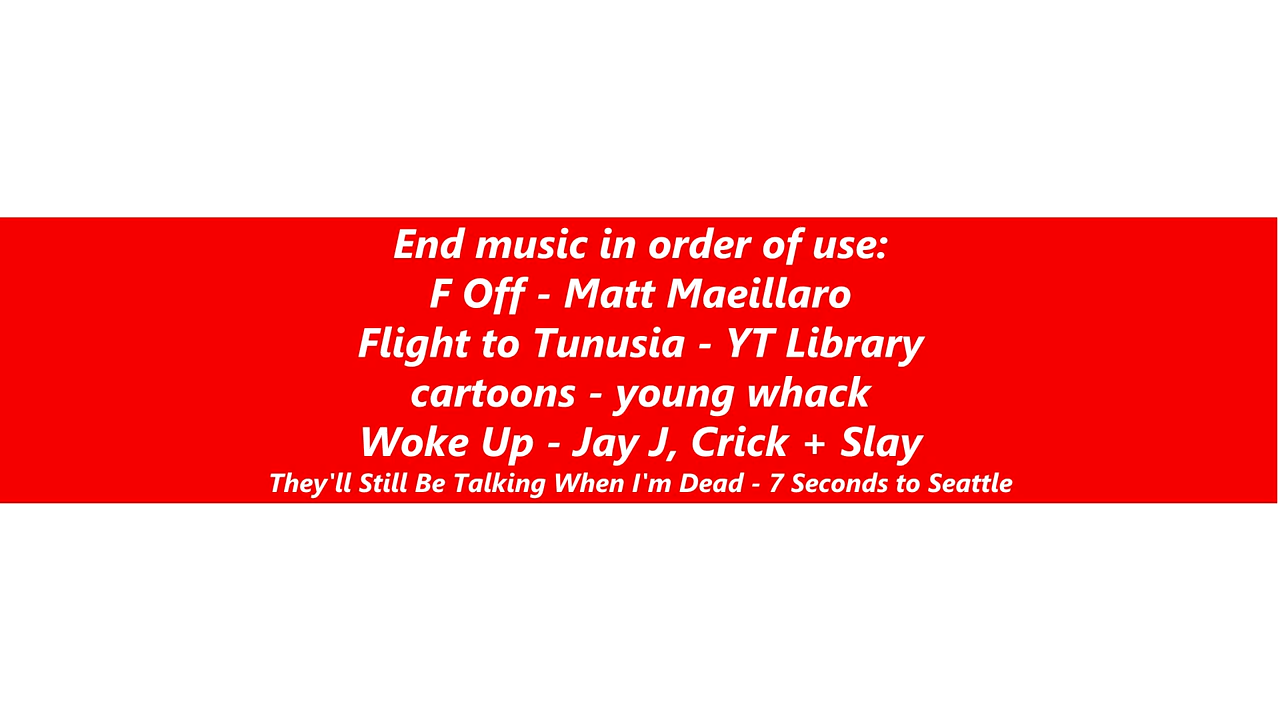 End music in order of use:
F Off - Matt Maeillaro
Flight to Tunusia - YT Library
cartoons - young whack
Woke Up - Jay J, Crick + Slay
They'll Still Be Talking When I'm Dead - 7 Seconds to Seattle